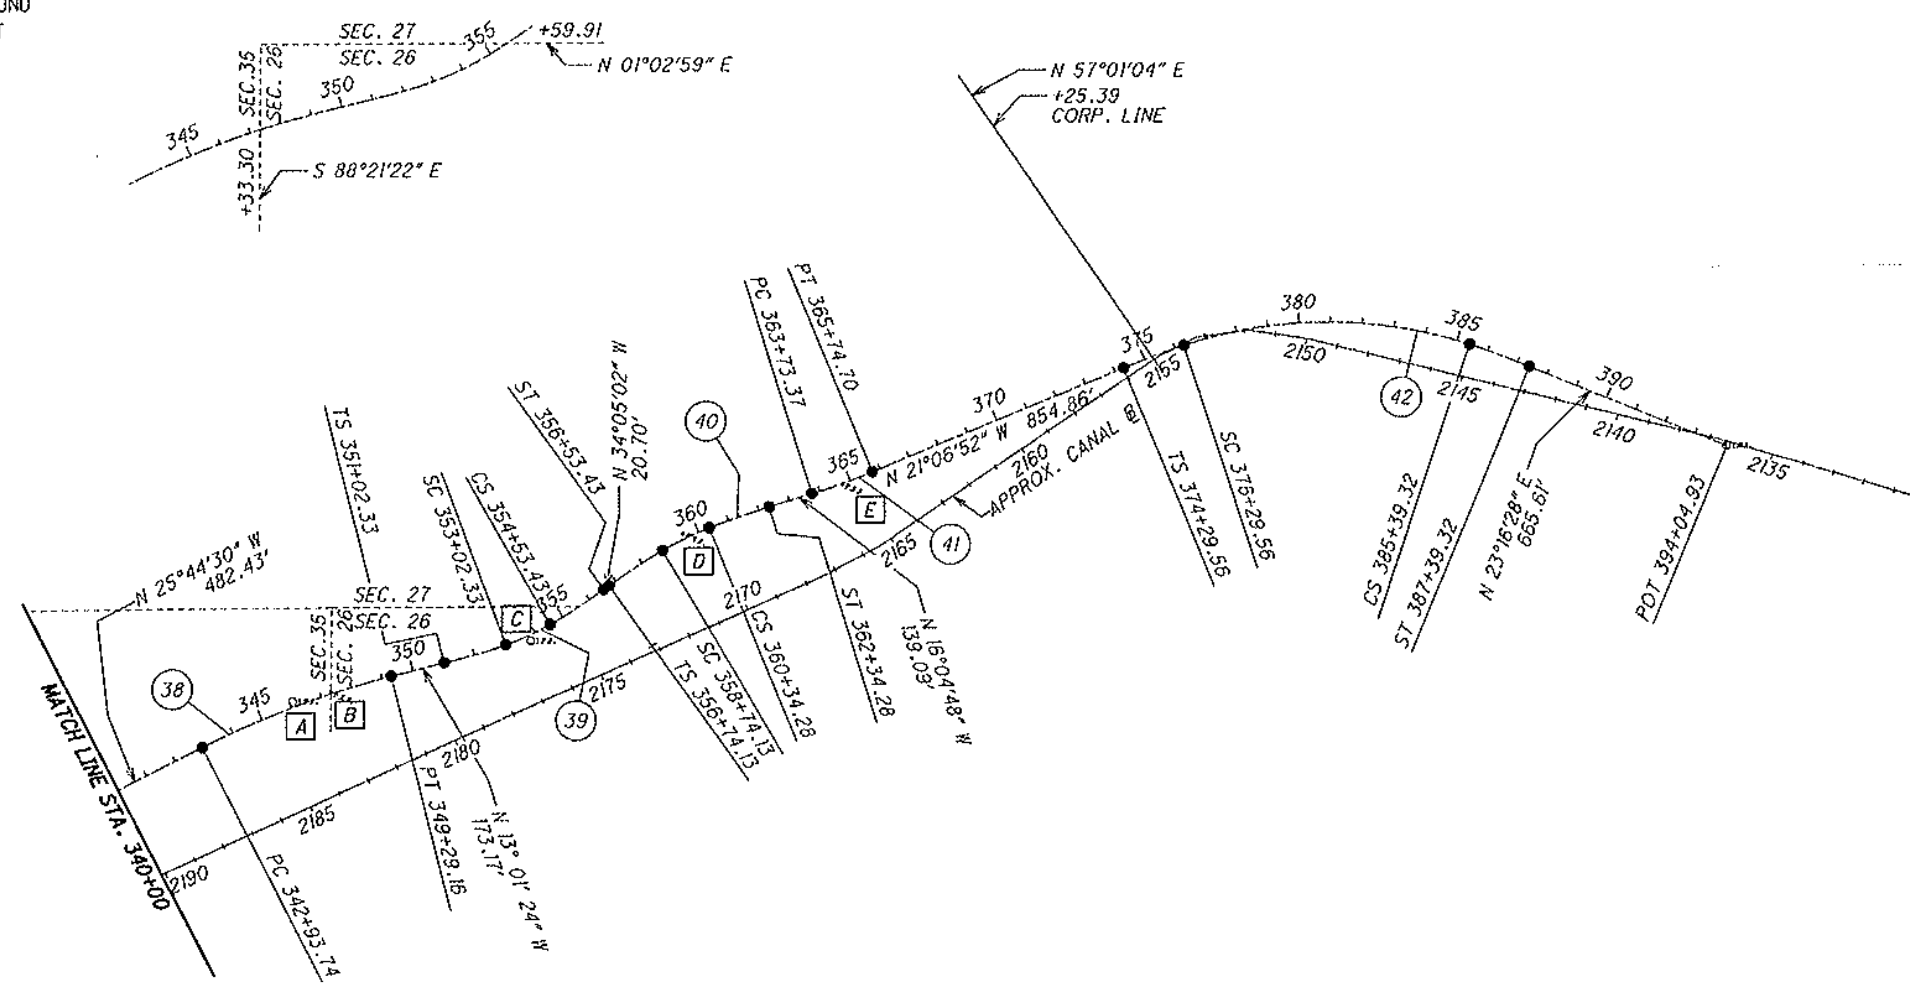 SEC. 27
SEC. 26
SEC. 35
SEC. 26
345
350
355
+59.91
N 01°02'59" E
+33.30
S 88°21'22" E
N 57°01'04" E
+25.39
CORP. LINE
MATCH LINE STA. 340+00
N 25°44'30" W
482.43'
38
PC 342+93.74
345
A
B
SEC. 35
SEC. 26
SEC. 27
SEC. 26
PT 349+29.16
350
N 13° 01' 24" W
173.17'
TS 351+02.33
SC 353+02.33
C
CS 354+53.43
355
39
ST 356+53.43
N 34°05'02" W
20.70'
TS 356+74.13
SC 358+74.13
D
360
CS 360+34.28
40
ST 362+34.28
N 16°04'48" W
139.09'
PC 363+73.37
PT 365+74.70
365
E
41
N 21°06'52" W 854.86'
370
TS 374+29.56
375
SC 376+29.56
380
42
385
CS 385+39.32
ST 387+39.32
N 23°16'28" E
665.61'
390
POT 394+04.93
APPROX. CANAL ℄
2190
2185
2180
2175
2170
2165
2160
2155
2150
2145
2140
2135